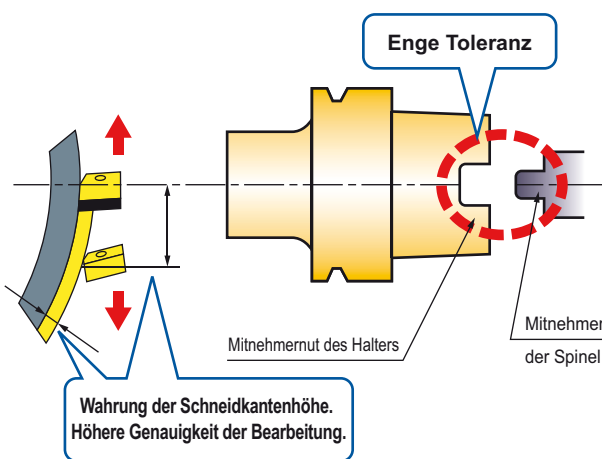 Enge Toleranz
Mitnehmernut des Halters
Mitnehmer
der Spinel
Wahrung der Schneidkantenhöhe.
Höhere Genauigkeit der Bearbeitung.